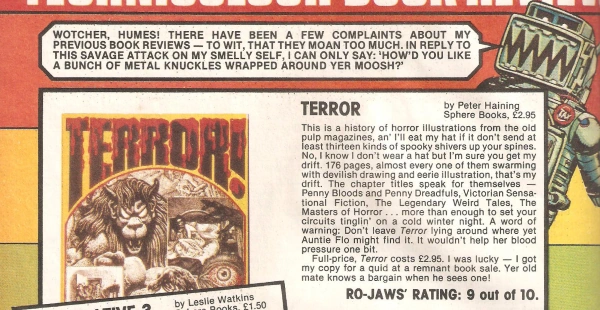 WOTCHER, HUMES! THERE HAVE BEEN A FEW COMPLAINTS ABOUT MY
PREVIOUS BOOK REVIEWS — TO WIT, THAT THEY MOAN TOO MUCH. IN REPLY TO
THIS SAVAGE ATTACK ON MY SMELLY SELF, I CAN ONLY SAY: 'HOW'D YOU LIKE
A BUNCH OF METAL KNUCKLES WRAPPED AROUND YER MOOSH?'
TERROR!
TERROR
by Peter Haining
Sphere Books, £2.95
This is a history of horror illustrations from the old
pulp magazines, an' I'll eat my hat if it don't send at
least thirteen kinds of spooky shivers up your spines.
No, I know I don't wear a hat but I'm sure you get my
drift. 176 pages, almost every one of them swarming
with devilish drawing and eerie illustration, that's my
drift. The chapter titles speak for themselves —
Penny Bloods and Penny Dreadfuls, Victorian Sensa-
tional Fiction, The Legendary Weird Tales, The
Masters of Horror . . . more than enough to set your
circuits tinglin' on a cold winter night. A word of
warning: Don't leave Terror lying around where yet
Auntie Flo might find it. It wouldn't help her blood
pressure one bit.
Full-price, Terror costs £2.95. I was lucky — I got
my copy for a quid at a remnant book sale. Yer old
mate knows a bargain when he sees one!
RO-JAWS' RATING: 9 out of 10.
by Leslie Watkins
Books, £1.50